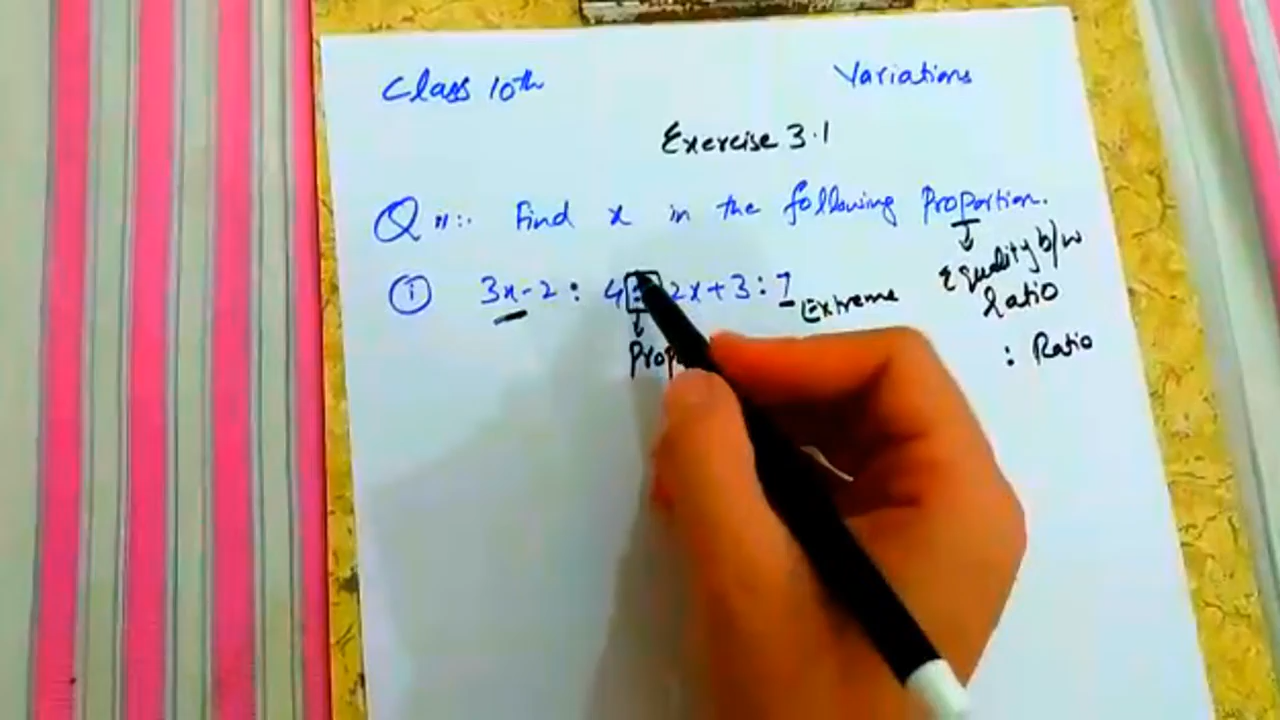 Class 10th Variations
Exercise 3.1
Q 11:. Find x in the following Proportion.
Equality b/w
ratio
(i) 3x-2 : 4 :: 2x+3 : 7 Extreme
: Ratio